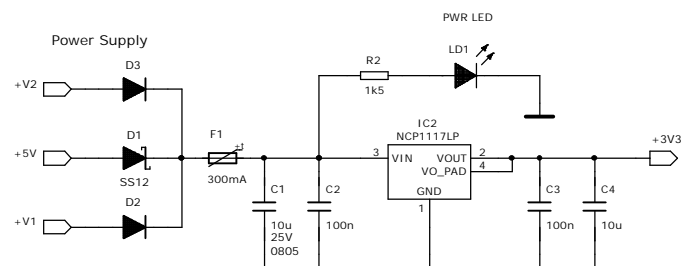 PWR LED
Power Supply
LD1
D3
R2
+V2
1k5
IC2
NCP1117LP
D1
F1
+t
+5V
3
VIN
VOUT
2
+3V3
VO_PAD
4
SS12
300mA
GND
D2
C1
C2
1
C3
C4
+V1
10u
25V
0805
100n
100n
10u